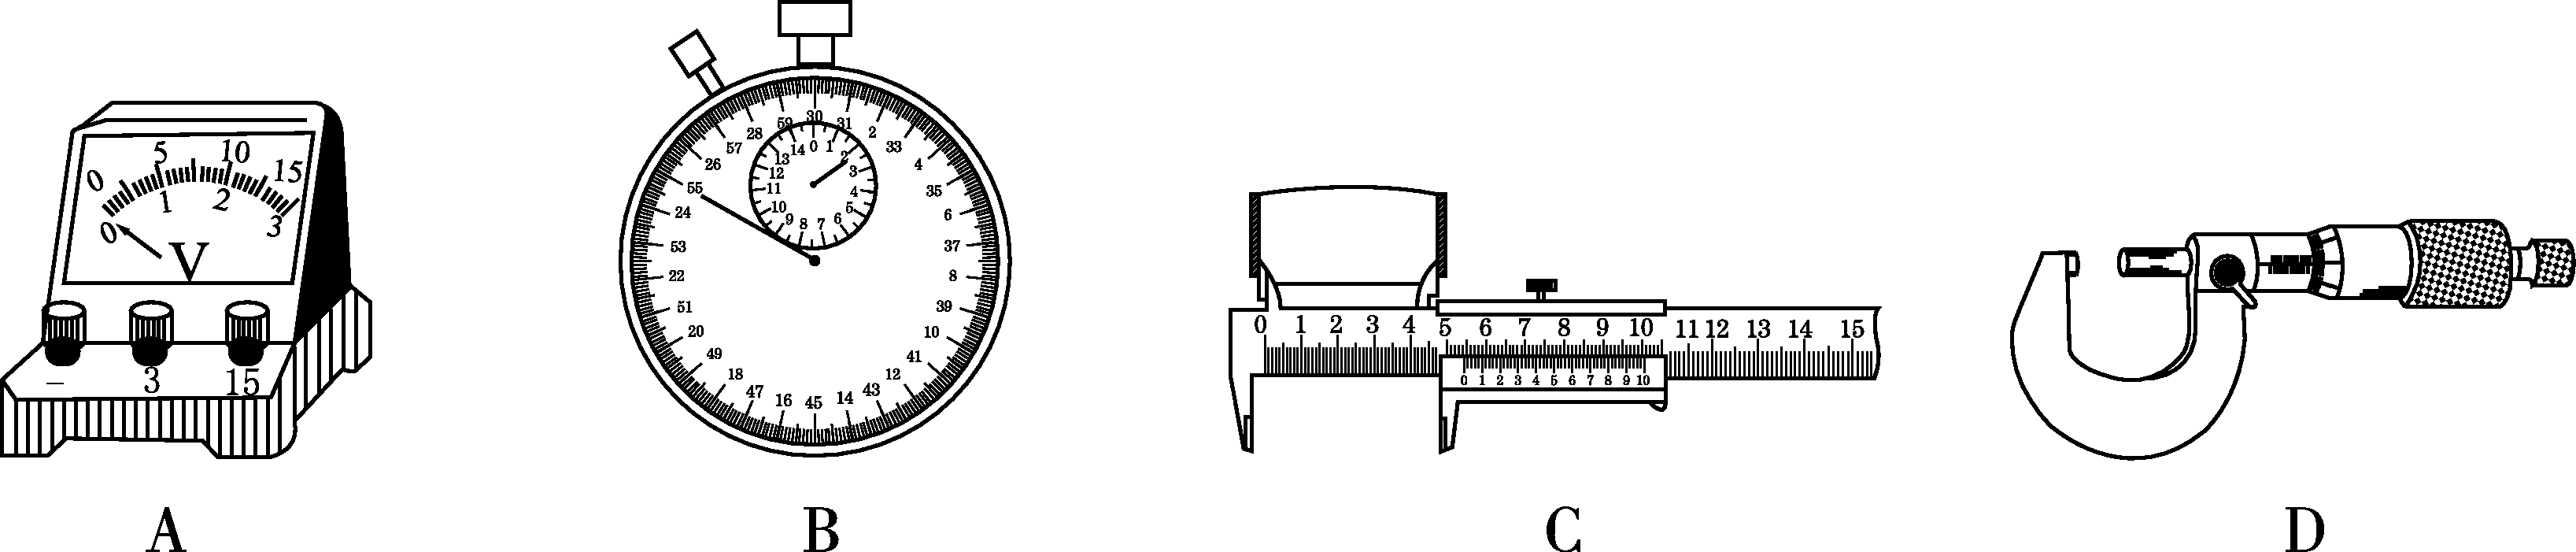 0 5 10 15
0 1 2 3
V
− 3 15
A
59 30 31
28 2
57 33
26 4
55 35
24 6
53 37
22 8
51 39
20 10
49 41
18 12
47 43
16 45 14
0 1 2 3 4 5 6 7 8 9 10 11 12 13 14
B
0 1 2 3 4 5 6 7 8 9 10 11 12 13 14 15
0 1 2 3 4 5 6 7 8 9 10
C
D